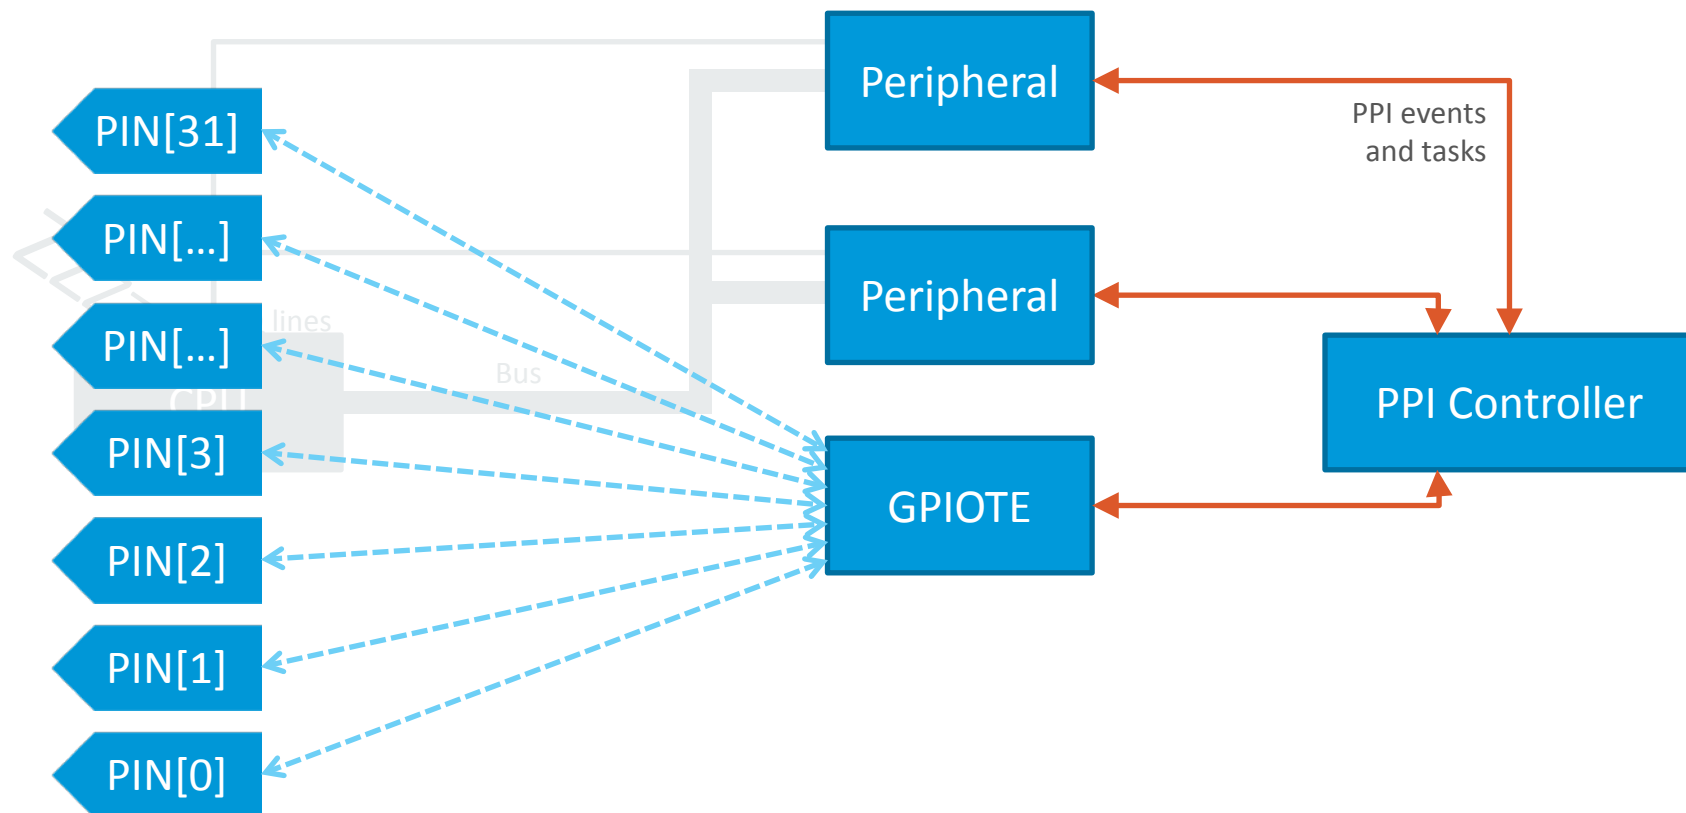 PIN[31]
PIN[...]
PIN[...]
PIN[3]
PIN[2]
PIN[1]
PIN[0]
lines
CPU
Bus
Peripheral
Peripheral
GPIOTE
PPI events
and tasks
PPI Controller